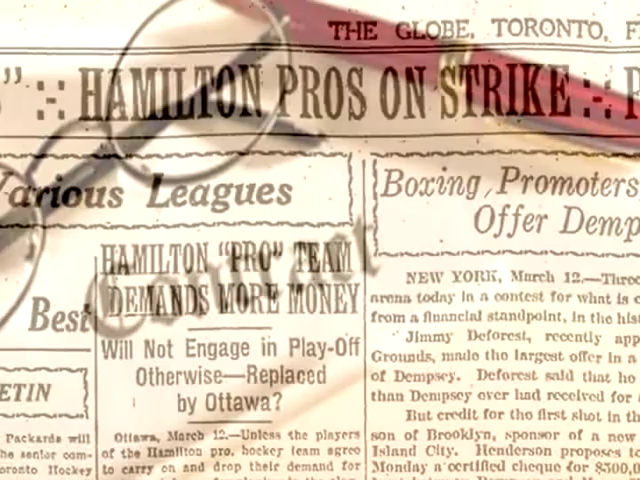 THE GLOBE, TORONTO, F
HAMILTON PROS ON STRIKE
Various Leagues
Boxing Promoters
Offer Demp
HAMILTON "PRO" TEAM
DEMANDS MORE MONEY
Contract
Best
Will Not Engage in Play-Off
Otherwise—Replaced
by Ottawa?
ETIN
Packards will
he senior com-
oronto Hockey
Ottawa, March 12.—Unless the players
of the Hamilton pro. hockey team agree
to carry on and drop their demand for
NEW YORK, March 12.—Three
arena today in a contest for what is c
from a financial standpoint, in the hist
Jimmy Deforest, recently app
Grounds, made the largest offer in a
of Dempsey. Deforest said that he
than Dempsey ever had received for
But credit for the first shot in th
son of Brooklyn, sponsor of a new
Island City. Henderson proposes to
Monday a certified cheque for $300,0